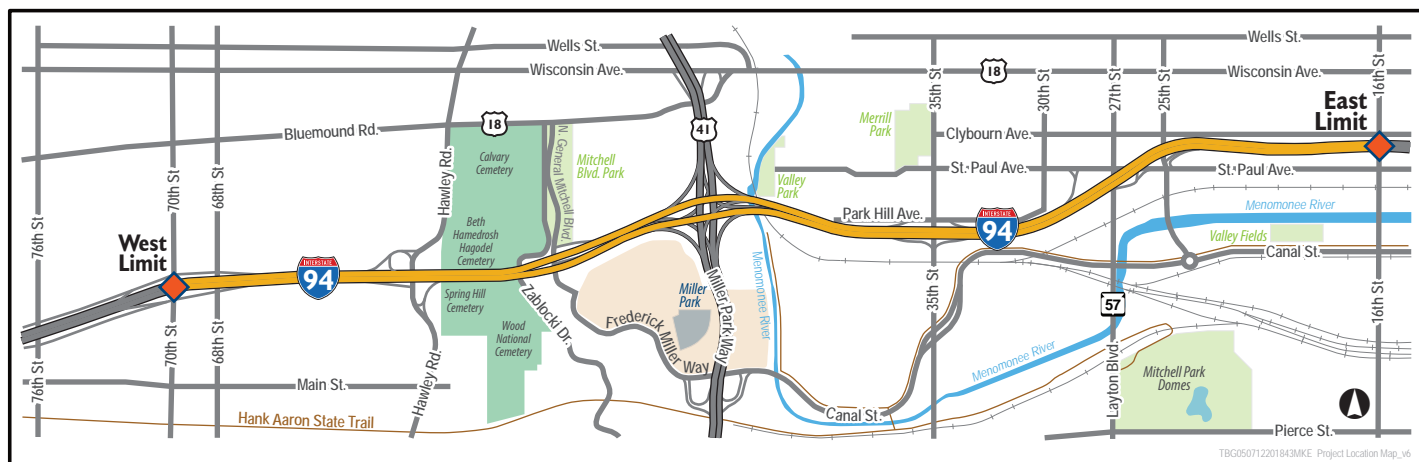 Wells St.
Wisconsin Ave.
18
Bluemound Rd.
41
Wells St.
Wisconsin Ave.
18
35th St
30th St
27th St
25th St
16th St
East
Limit
Merrill
Park
Clybourn Ave.
St. Paul Ave.
St. Paul Ave.
Valley
Park
Park Hill Ave.
INTERSTATE
94
Menomonee River
Valley Fields
Canal St.
Calvary
Cemetery
N. General Mitchell Blvd.
Mitchell
Blvd. Park
Hawley Rd.
Beth
Hamedrosh
Hagodel
Cemetery
76th St
70th St
68th St
West
Limit
INTERSTATE
94
Spring Hill
Cemetery
Wood
National
Cemetery
Zablocki Dr.
Miller
Park
Frederick Miller Way
Miller Park Way
Menomonee River
35th St
57
16th St
76th St
70th St
68th St
Main St.
Hawley Rd.
Hank Aaron State Trail
Canal St.
Menomonee River
Layton Blvd.
Mitchell Park
Domes
Pierce St.
TBG050712201843MKE Project Location Map_v6